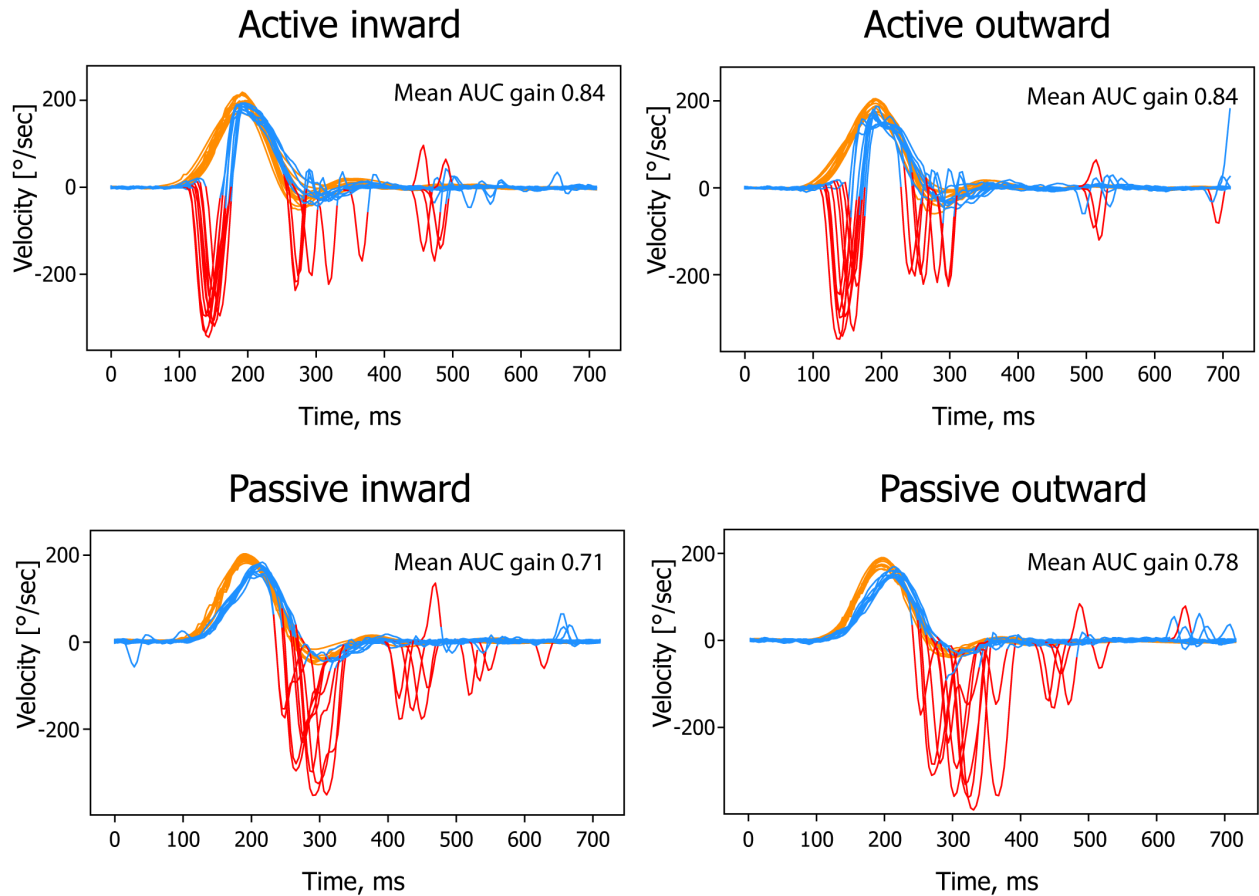 Active inward
Active outward
Mean AUC gain 0.84
Mean AUC gain 0.84
Velocity [°/sec]
Velocity [°/sec]
200
0
-200
200
0
-200
0 100 200 300 400 500 600 700
0 100 200 300 400 500 600 700
Time, ms
Time, ms
Passive inward
Passive outward
Mean AUC gain 0.71
Mean AUC gain 0.78
Velocity [°/sec]
Velocity [°/sec]
200
0
-200
200
0
-200
0 100 200 300 400 500 600 700
0 100 200 300 400 500 600 700
Time, ms
Time, ms